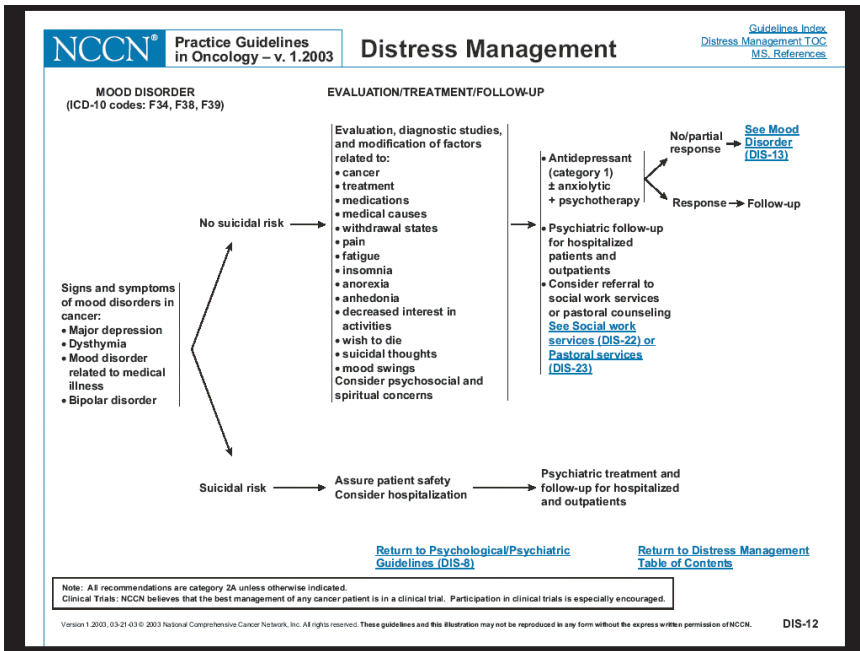 NCCN®
Practice Guidelines
in Oncology – v. 1.2003
Distress Management
Guidelines Index
Distress Management TOC
MS, References
MOOD DISORDER
(ICD-10 codes: F34, F38, F39)
EVALUATION/TREATMENT/FOLLOW-UP
Signs and symptoms
of mood disorders in
cancer:
• Major depression
• Dysthymia
• Mood disorder
related to medical
illness
• Bipolar disorder
No suicidal risk
Evaluation, diagnostic studies,
and modification of factors
related to:
• cancer
• treatment
• medications
• medical causes
• withdrawal states
• pain
• fatigue
• insomnia
• anorexia
• anhedonia
• decreased interest in
activities
• wish to die
• suicidal thoughts
• mood swings
Consider psychosocial and
spiritual concerns
• Antidepressant
(category 1)
± anxiolytic
+ psychotherapy
• Psychiatric follow-up
for hospitalized
patients and
outpatients
• Consider referral to
social work services
or pastoral counseling
See Social work
services (DIS-22) or
Pastoral services
(DIS-23)
No/partial
response
See Mood
Disorder
(DIS-13)
Response
Follow-up
Suicidal risk
Assure patient safety
Consider hospitalization
Psychiatric treatment and
follow-up for hospitalized
and outpatients
Return to Psychological/Psychiatric
Guidelines (DIS-8)
Return to Distress Management
Table of Contents
Note: All recommendations are category 2A unless otherwise indicated.
Clinical Trials: NCCN believes that the best management of any cancer patient is in a clinical trial. Participation in clinical trials is especially encouraged.
Version 1.2003, 03-21-03 © 2003 National Comprehensive Cancer Network, Inc. All rights reserved. These guidelines and this illustration may not be reproduced in any form without the express written permission of NCCN.
DIS-12